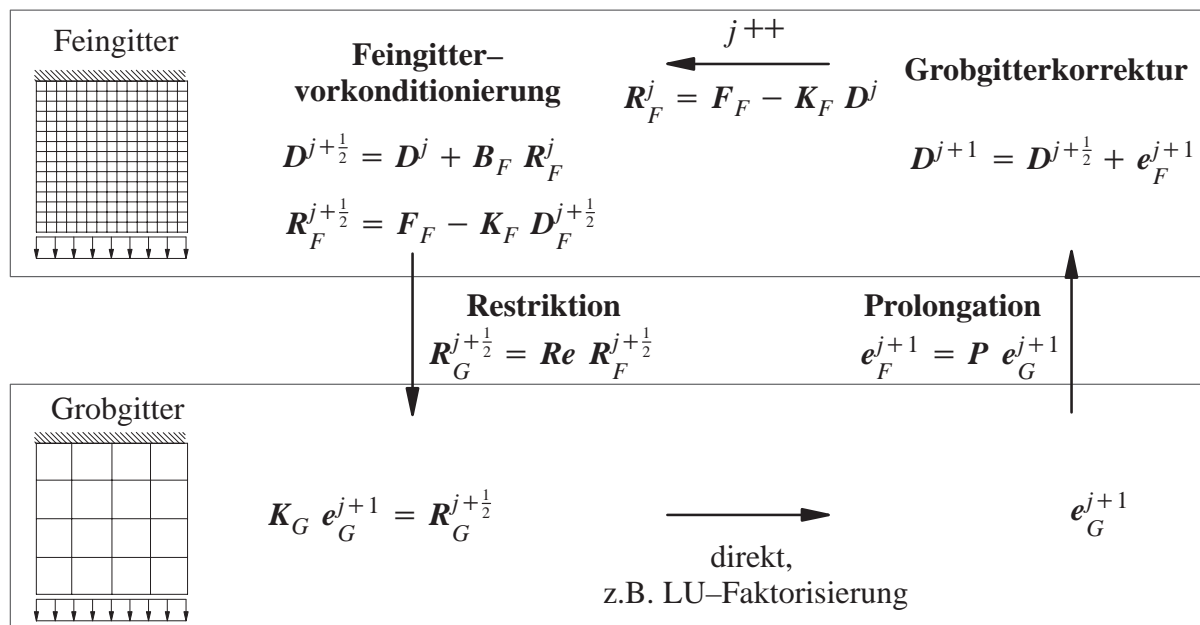 Feingitter
Feingitter–
vorkonditionierung
D^{j+1/2} = D^j + B_F R_F^j
R_F^{j+1/2} = F_F − K_F D_F^{j+1/2}
j ++
R_F^j = F_F − K_F D^j
Grobgitterkorrektur
D^{j+1} = D^{j+1/2} + e_F^{j+1}
Restriktion
R_G^{j+1/2} = Re R_F^{j+1/2}
Prolongation
e_F^{j+1} = P e_G^{j+1}
Grobgitter
K_G e_G^{j+1} = R_G^{j+1/2}
direkt,
z.B. LU–Faktorisierung
e_G^{j+1}